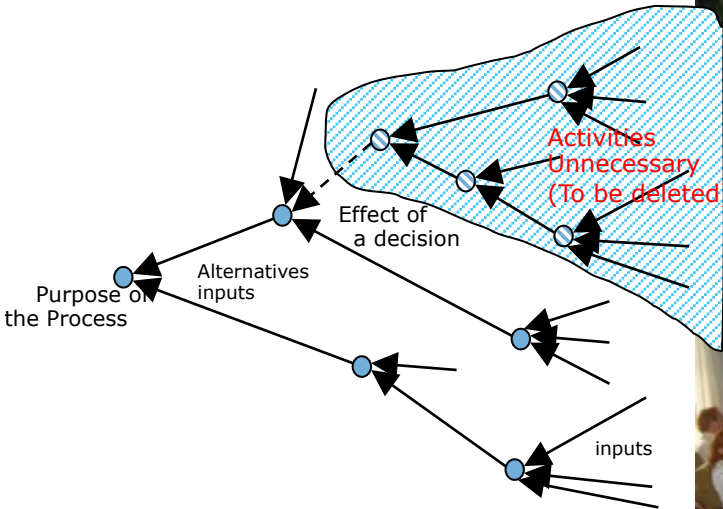 Activities
Unnecessary
(To be deleted
Effect of
a decision
Alternatives
inputs
Purpose of
the Process
inputs